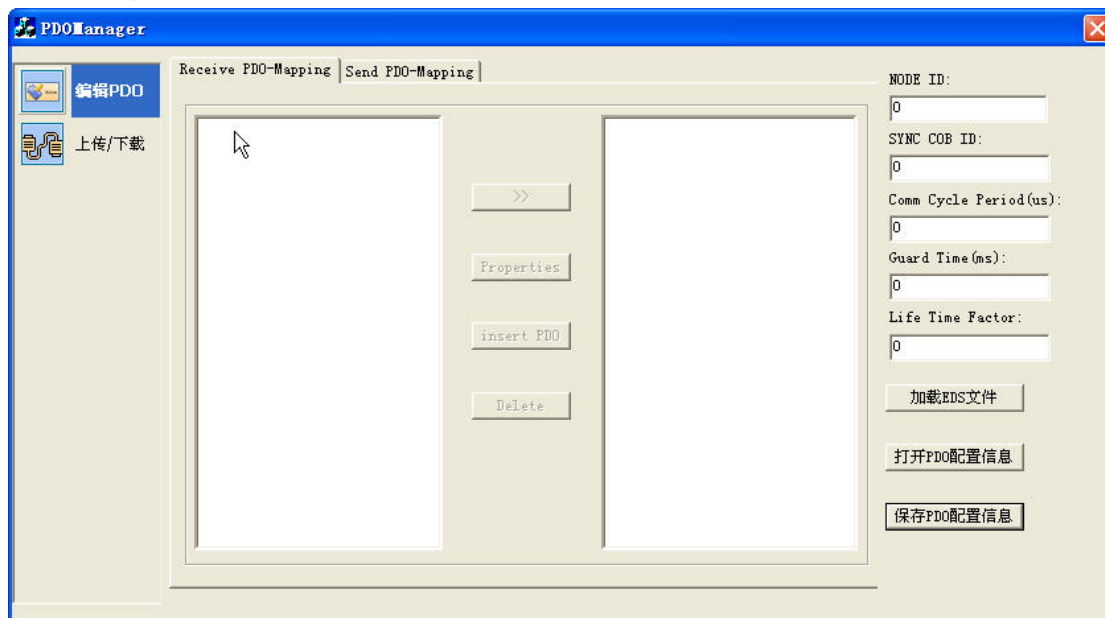 PDOManager
编辑PDO
上传/下载
Receive PDO-Mapping
Send PDO-Mapping
>>
Properties
insert PDO
Delete
NODE ID:
0
SYNC COB ID:
0
Comm Cycle Period(us):
0
Guard Time(ms):
0
Life Time Factor:
0
加载EDS文件
打开PDO配置信息
保存PDO配置信息